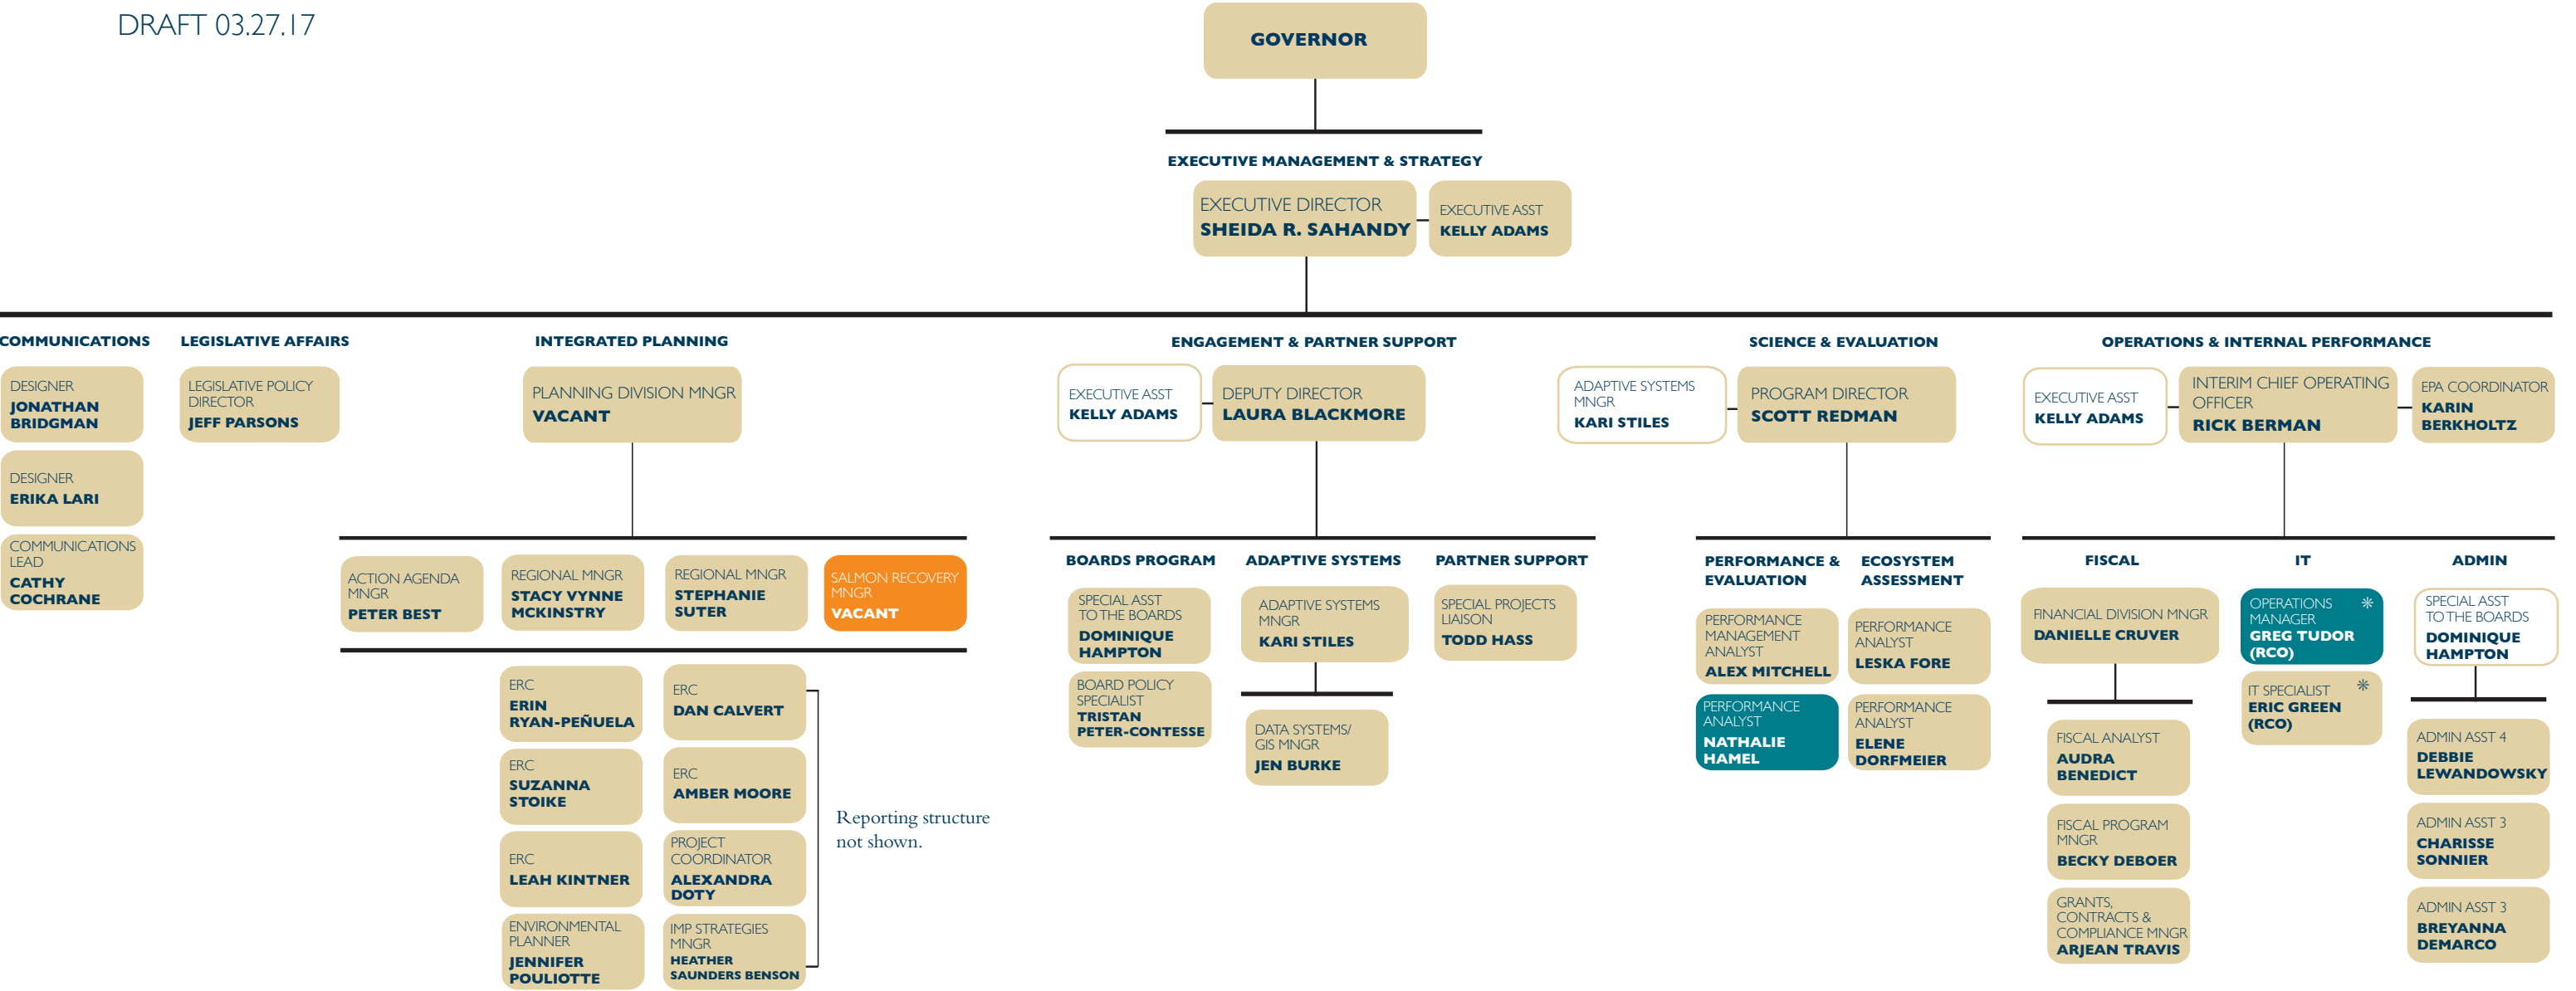 DRAFT 03.27.17
GOVERNOR
EXECUTIVE MANAGEMENT & STRATEGY
EXECUTIVE DIRECTOR
SHEIDA R. SAHANDY
EXECUTIVE ASST
KELLY ADAMS
COMMUNICATIONS
DESIGNER
JONATHAN
BRIDGMAN
DESIGNER
ERIKA LARI
COMMUNICATIONS
LEAD
CATHY
COCHRANE
LEGISLATIVE AFFAIRS
LEGISLATIVE POLICY
DIRECTOR
JEFF PARSONS
INTEGRATED PLANNING
PLANNING DIVISION MNGR
VACANT
ACTION AGENDA
MNGR
PETER BEST
REGIONAL MNGR
STACY VYNNE
MCKINSTRY
REGIONAL MNGR
STEPHANIE
SUTER
SALMON RECOVERY
MNGR
VACANT
ERC
ERIN
RYAN-PEÑUELA
ERC
SUZANNA
STOIKE
ERC
LEAH KINTNER
ENVIRONMENTAL
PLANNER
JENNIFER
POULIOTTE
ERC
DAN CALVERT
ERC
AMBER MOORE
PROJECT
COORDINATOR
ALEXANDRA
DOTY
IMP STRATEGIES
MNGR
HEATHER
SAUNDERS BENSON
Reporting structure
not shown.
ENGAGEMENT & PARTNER SUPPORT
EXECUTIVE ASST
KELLY ADAMS
DEPUTY DIRECTOR
LAURA BLACKMORE
BOARDS PROGRAM
SPECIAL ASST
TO THE BOARDS
DOMINIQUE
HAMPTON
BOARD POLICY
SPECIALIST
TRISTAN
PETER-CONTESSE
ADAPTIVE SYSTEMS
ADAPTIVE SYSTEMS
MNGR
KARI STILES
DATA SYSTEMS/
GIS MNGR
JEN BURKE
PARTNER SUPPORT
SPECIAL PROJECTS
LIAISON
TODD HASS
SCIENCE & EVALUATION
ADAPTIVE SYSTEMS
MNGR
KARI STILES
PROGRAM DIRECTOR
SCOTT REDMAN
PERFORMANCE &
EVALUATION
PERFORMANCE
MANAGEMENT
ANALYST
ALEX MITCHELL
PERFORMANCE
ANALYST
NATHALIE
HAMEL
ECOSYSTEM
ASSESSMENT
PERFORMANCE
ANALYST
LESKA FORE
PERFORMANCE
ANALYST
ELENE
DORFMEIER
OPERATIONS & INTERNAL PERFORMANCE
EXECUTIVE ASST
KELLY ADAMS
INTERIM CHIEF OPERATING
OFFICER
RICK BERMAN
EPA COORDINATOR
KARIN
BERKHOLTZ
FISCAL
FINANCIAL DIVISION MNGR
DANIELLE CRUVER
FISCAL ANALYST
AUDRA
BENEDICT
FISCAL PROGRAM
MNGR
BECKY DEBOER
GRANTS,
CONTRACTS &
COMPLIANCE MNGR
ARJEAN TRAVIS
IT
OPERATIONS
MANAGER
GREG TUDOR
(RCO)
IT SPECIALIST
ERIC GREEN
(RCO)
ADMIN
SPECIAL ASST
TO THE BOARDS
DOMINIQUE
HAMPTON
ADMIN ASST 4
DEBBIE
LEWANDOWSKY
ADMIN ASST 3
CHARISSE
SONNIER
ADMIN ASST 3
BREYANNA
DEMARCO